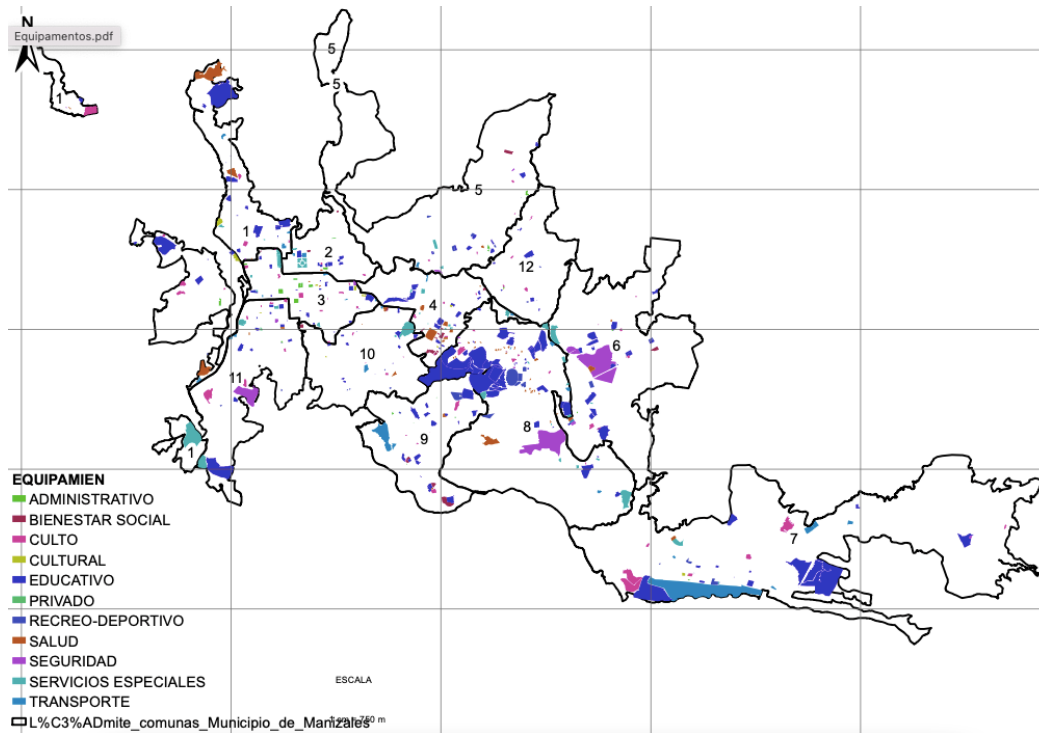 N
Equipamentos.pdf
5
5
1
5
1
2
12
3
4
6
10
11
8
9
1
7
EQUIPAMIEN
ADMINISTRATIVO
BIENESTAR SOCIAL
CULTO
CULTURAL
EDUCATIVO
PRIVADO
RECREO-DEPORTIVO
SALUD
SEGURIDAD
SERVICIOS ESPECIALES
TRANSPORTE
L%C3%ADmite_comunas_Municipio_de_Manizales
ESCALA
750 m